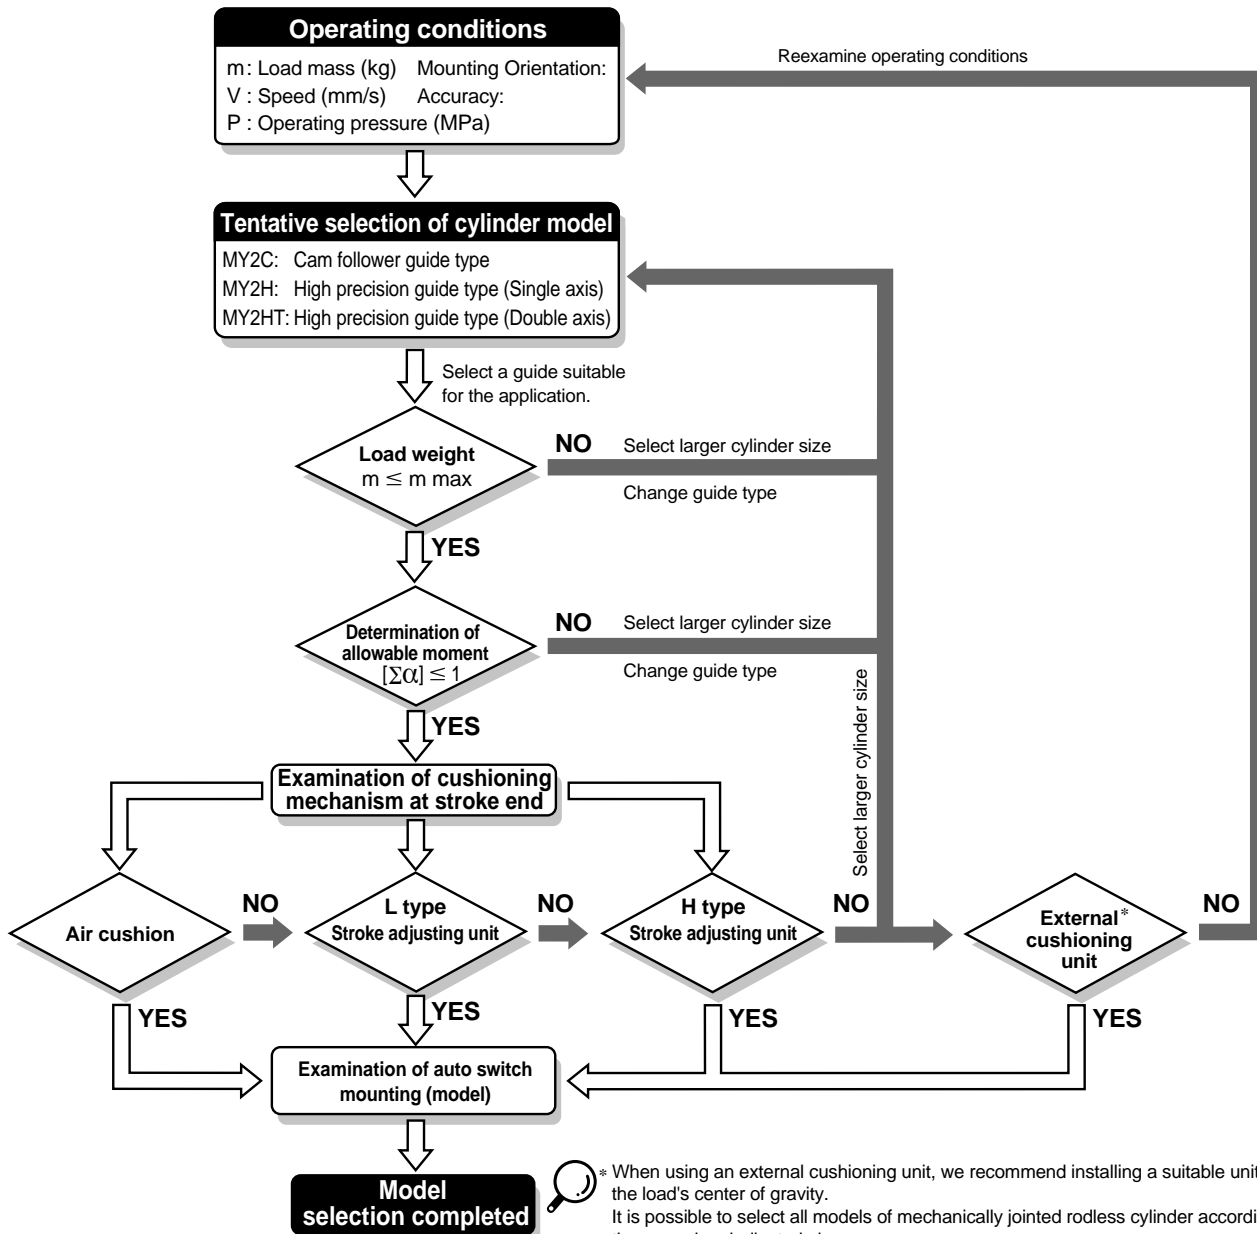 Operating conditions
m : Load mass (kg) Mounting Orientation:
V : Speed (mm/s) Accuracy:
P : Operating pressure (MPa)
Reexamine operating conditions
Tentative selection of cylinder model
MY2C: Cam follower guide type
MY2H: High precision guide type (Single axis)
MY2HT: High precision guide type (Double axis)
Select a guide suitable
for the application.
Load weight
m ≤ m max
NO
Select larger cylinder size
Change guide type
YES
Determination of
allowable moment
[Σα] ≤ 1
NO
Select larger cylinder size
Change guide type
YES
Select larger cylinder size
Examination of cushioning
mechanism at stroke end
Air cushion
NO
L type
Stroke adjusting unit
NO
H type
Stroke adjusting unit
NO
External*
cushioning
unit
NO
YES
YES
YES
YES
Examination of auto switch
mounting (model)
Model
selection completed
* When using an external cushioning unit, we recommend installing a suitable unit
the load's center of gravity.
It is possible to select all models of mechanically jointed rodless cylinder accordi